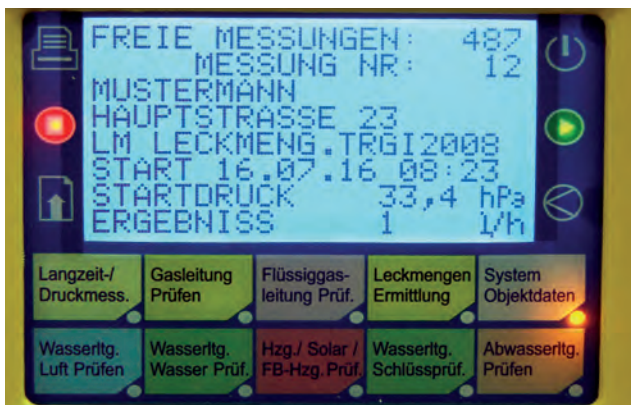 FREIE MESSUNGEN: 487
MESSUNG NR: 12
MUSTERMANN
HAUPTSTRASSE 23
LM LECKMENG.TRGI2008
START 16.07.16 08:23
STARTDRUCK 33,4 hPa
ERGEBNISS 1 l/h
Langzeit-/
Druckmess.
Gasleitung
Prüfen
Flüssiggas-
leitung Prüf.
Leckmengen
Ermittlung
System
Objektdaten
Wasserltg.
Luft Prüfen
Wasserltg.
Wasser Prüf.
Hzg./ Solar /
FB-Hzg. Prüf.
Wasserltg.
Schlüssprüf.
Abwasserltg.
Prüfen